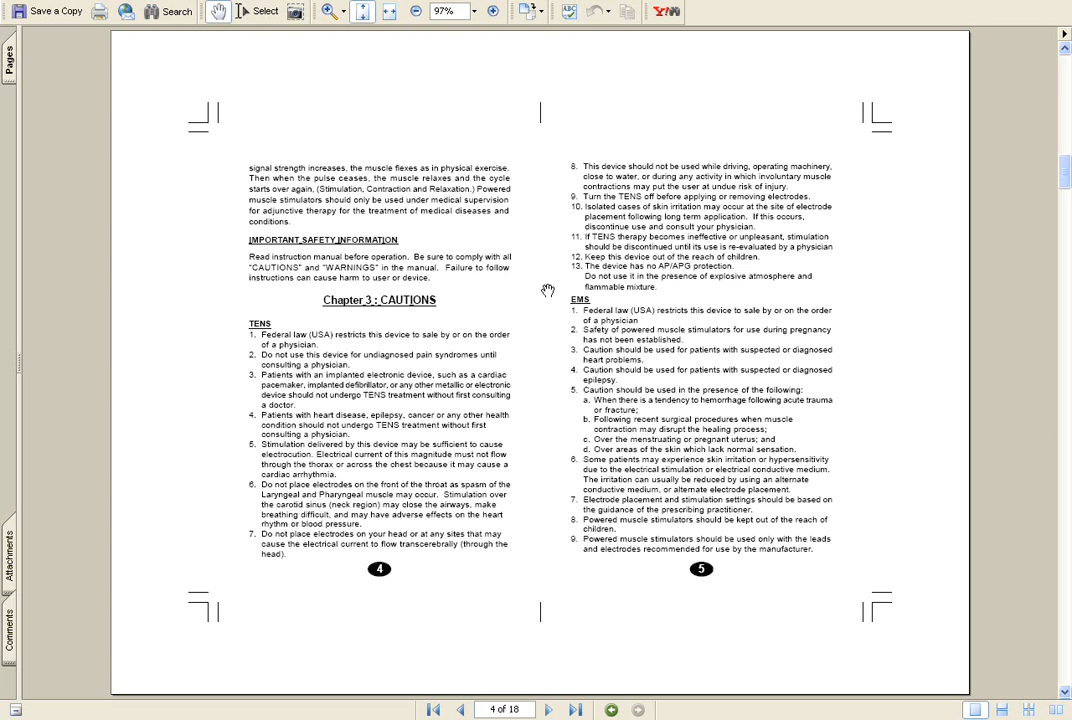 Save a Copy
Search
Select
97%
Y!
Pages
Attachments
Comments
signal strength increases, the muscle flexes as in physical exercise.
Then when the pulse ceases, the muscle relaxes and the cycle
starts over again, (Stimulation, Contraction and Relaxation.) Powered
muscle stimulators should only be used under medical supervision
for adjunctive therapy for the treatment of medical diseases and
conditions.
IMPORTANT SAFETY INFORMATION
Read instruction manual before operation. Be sure to comply with all
"CAUTIONS" and "WARNINGS" in the manual. Failure to follow
instructions can cause harm to user or device.
Chapter 3 : CAUTIONS
TENS
1. Federal law (USA) restricts this device to sale by or on the order
of a physician.
2. Do not use this device for undiagnosed pain syndromes until
consulting a physician.
3. Patients with an implanted electronic device, such as a cardiac
pacemaker, implanted defibrillator, or any other metallic or electronic
device should not undergo TENS treatment without first consulting
a doctor.
4. Patients with heart disease, epilepsy, cancer or any other health
condition should not undergo TENS treatment without first
consulting a physician.
5. Stimulation delivered by this device may be sufficient to cause
electrocution. Electrical current of this magnitude must not flow
through the thorax or across the chest because it may cause a
cardiac arrhythmia.
6. Do not place electrodes on the front of the throat as spasm of the
Laryngeal and Pharyngeal muscle may occur. Stimulation over
the carotid sinus (neck region) may close the airways, make
breathing difficult, and may have adverse effects on the heart
rhythm or blood pressure.
7. Do not place electrodes on your head or at any sites that may
cause the electrical current to flow transcerebrally (through the
head).
4
8. This device should not be used while driving, operating machinery,
close to water, or during any activity in which involuntary muscle
contractions may put the user at undue risk of injury.
9. Turn the TENS off before applying or removing electrodes.
10. Isolated cases of skin irritation may occur at the site of electrode
placement following long term application. If this occurs,
discontinue use and consult your physician.
11. If TENS therapy becomes ineffective or unpleasant, stimulation
should be discontinued until its use is re-evaluated by a physician
12. Keep this device out of the reach of children.
13. The device has no AP/APG protection.
Do not use it in the presence of explosive atmosphere and
flammable mixture.
EMS
1. Federal law (USA) restricts this device to sale by or on the order
of a physician
2. Safety of powered muscle stimulators for use during pregnancy
has not been established.
3. Caution should be used for patients with suspected or diagnosed
heart problems.
4. Caution should be used for patients with suspected or diagnosed
epilepsy.
5. Caution should be used in the presence of the following:
a. When there is a tendency to hemorrhage following acute trauma
or fracture;
b. Following recent surgical procedures when muscle
contraction may disrupt the healing process;
c. Over the menstruating or pregnant uterus; and
d. Over areas of the skin which lack normal sensation.
6. Some patients may experience skin irritation or hypersensitivity
due to the electrical stimulation or electrical conductive medium.
The irritation can usually be reduced by using an alternate
conductive medium, or alternate electrode placement.
7. Electrode placement and stimulation settings should be based on
the guidance of the prescribing practitioner.
8. Powered muscle stimulators should be kept out of the reach of
children.
9. Powered muscle stimulators should be used only with the leads
and electrodes recommended for use by the manufacturer.
5
4 of 18